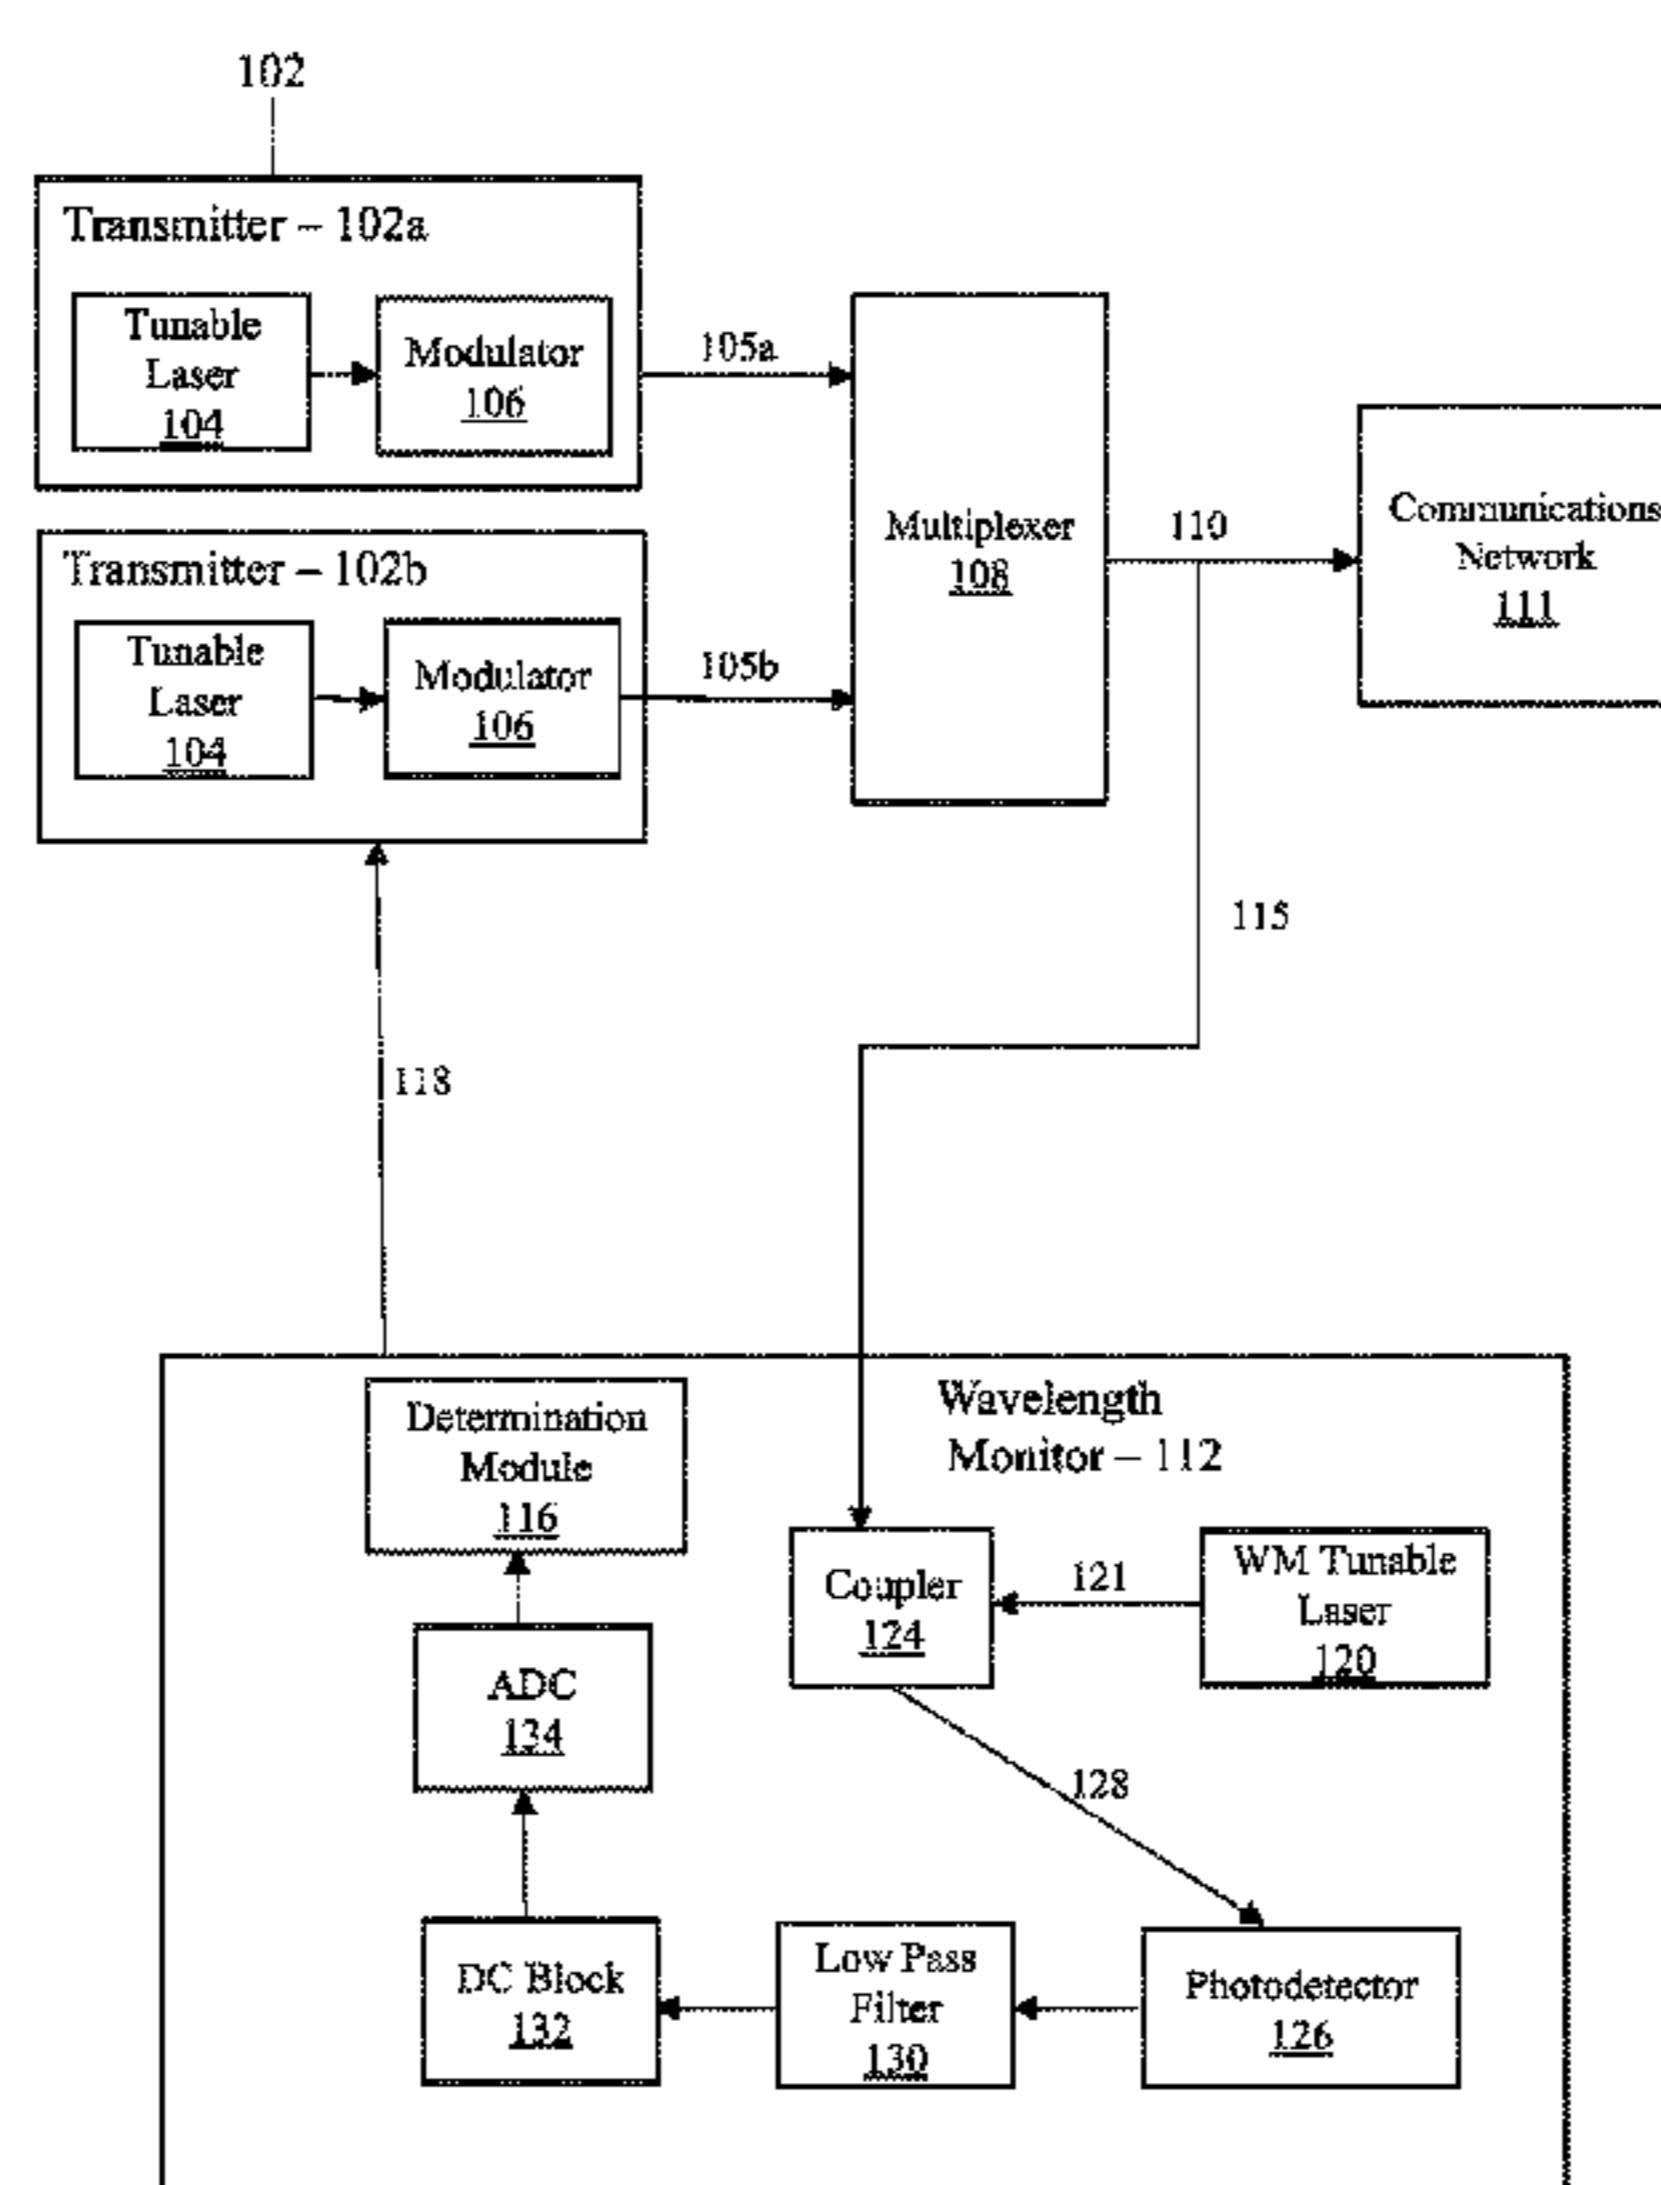 102
Transmitter – 102a
Tunable
Laser
104
Modulator
106
105a
Multiplexer
108
110
Communications
Network
111
Transmitter – 102b
Tunable
Laser
104
Modulator
106
105b
115
118
Wavelength
Monitor – 112
Determination
Module
116
Coupler
124
121
WM Tunable
Laser
120
ADC
134
128
DC Block
132
Low Pass
Filter
130
Photodetector
126